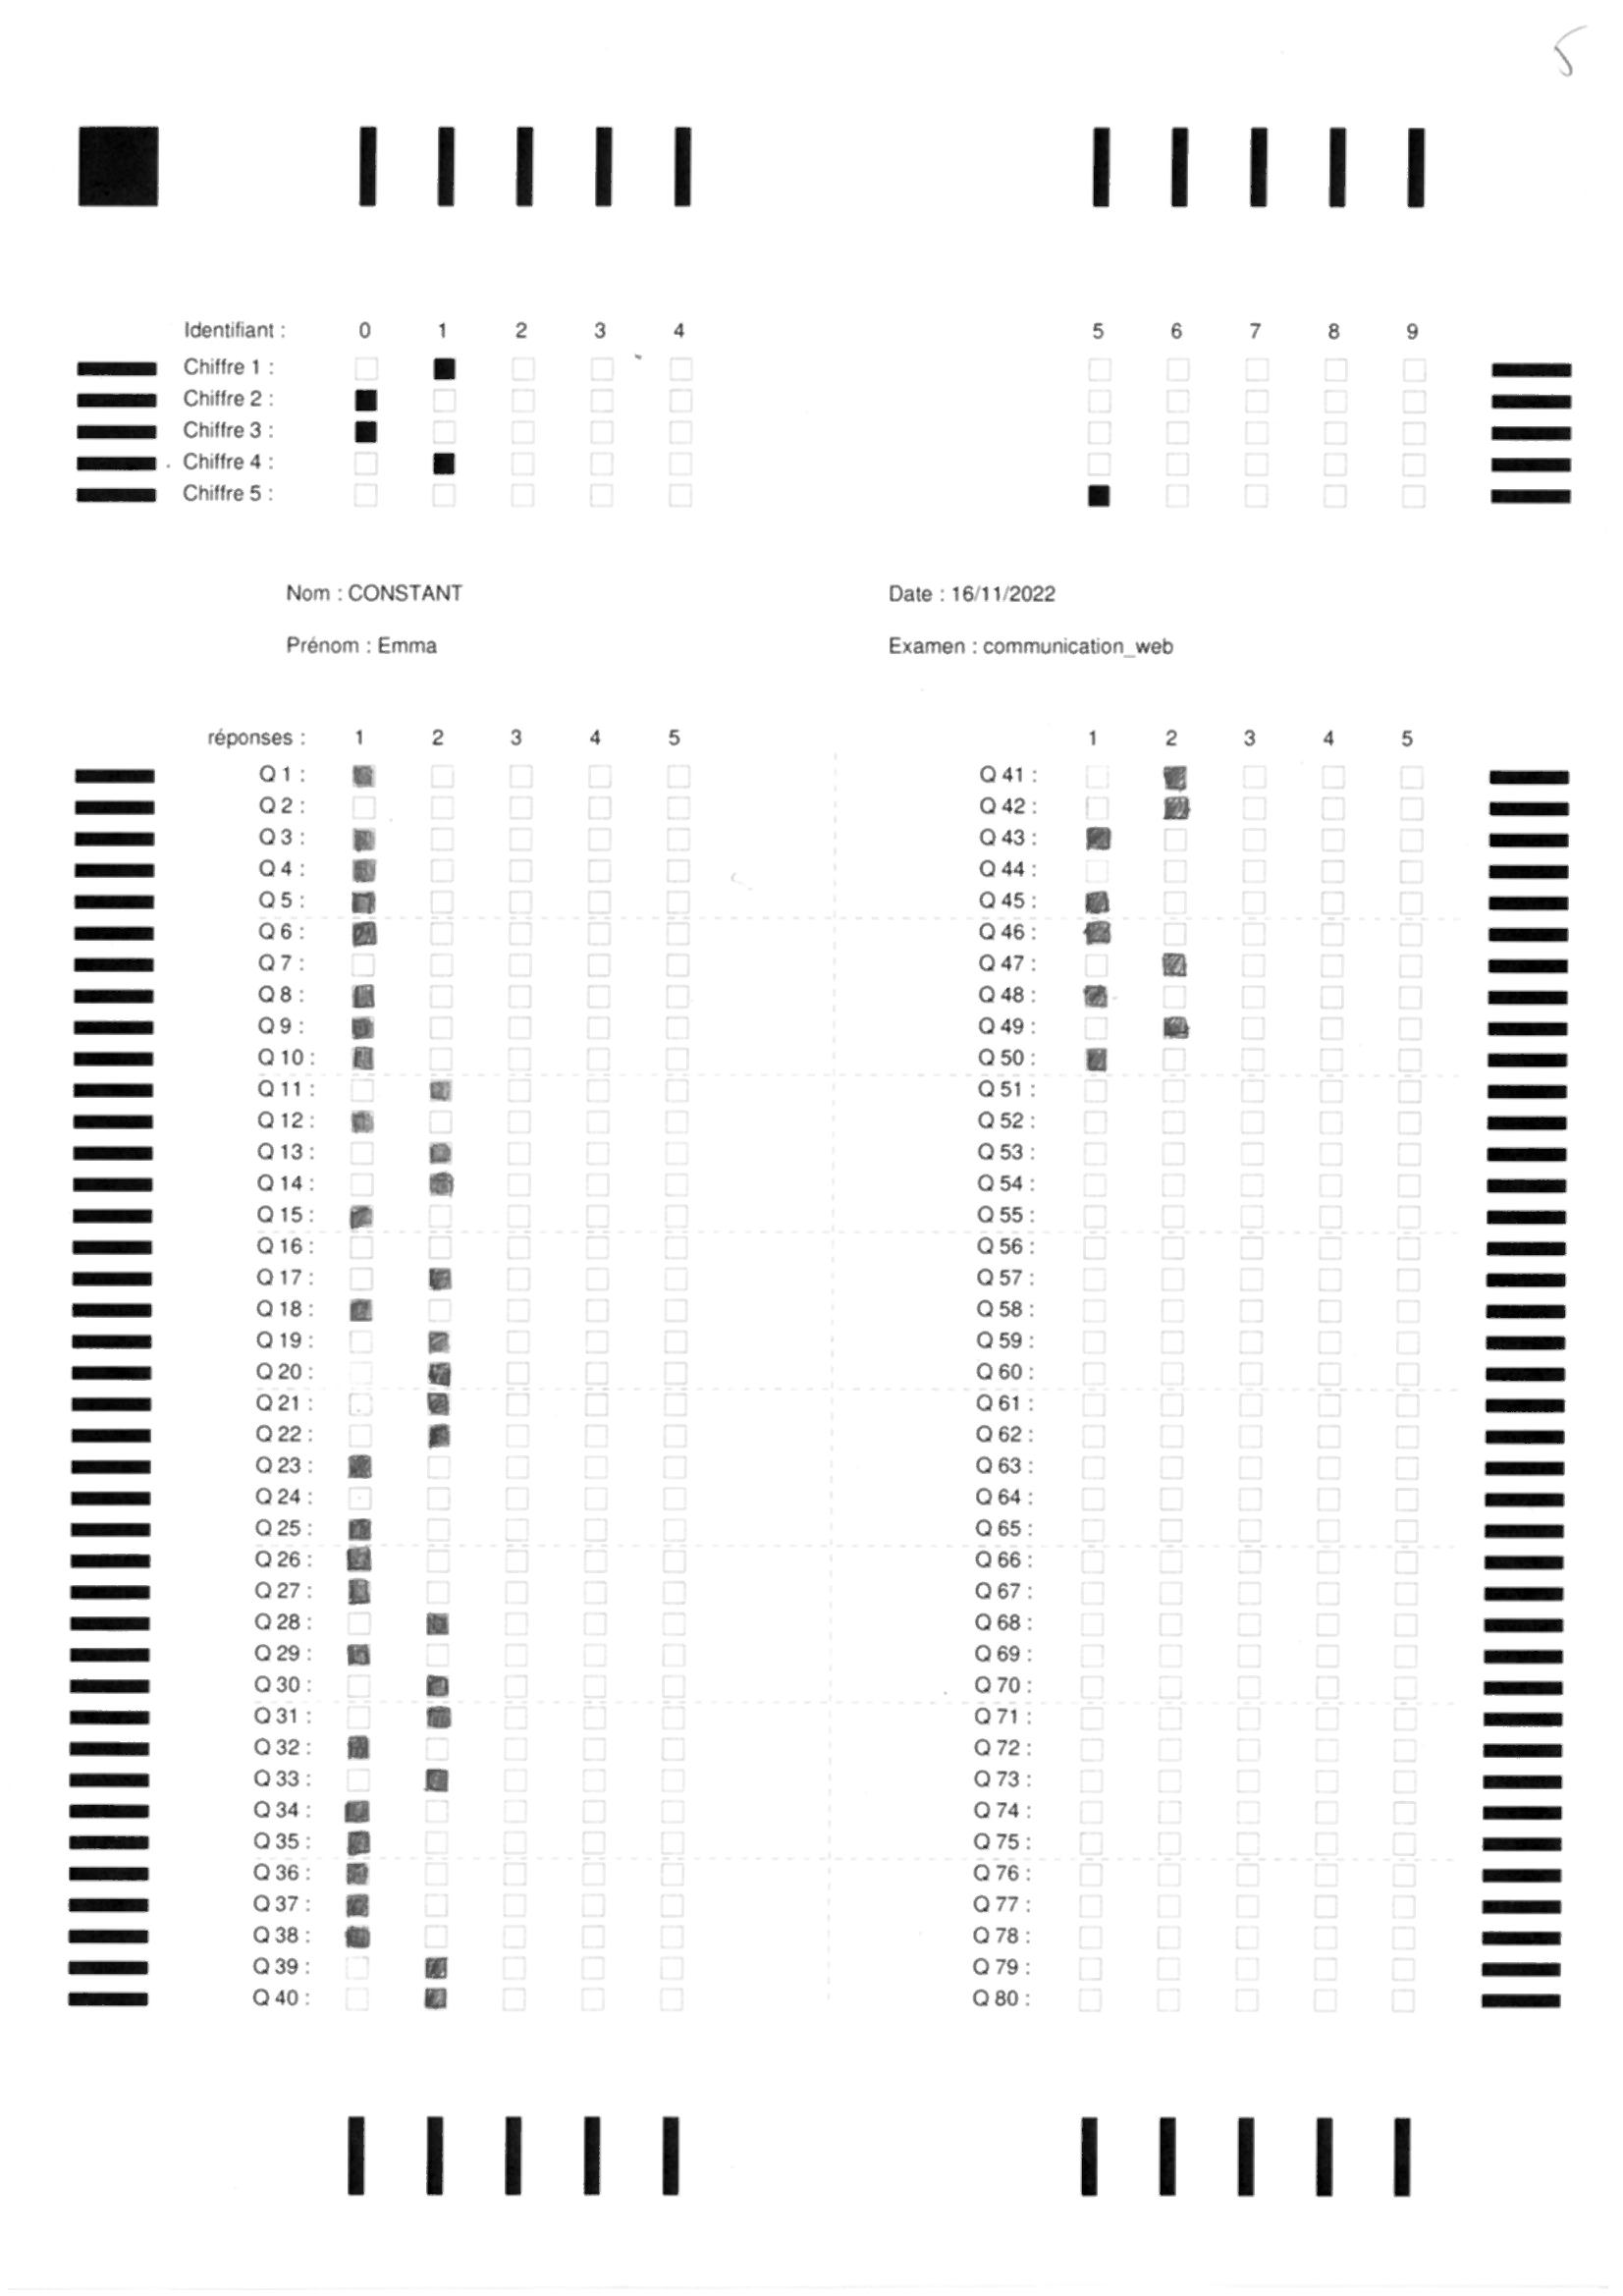 5
Identifiant : 0 1 2 3 4 5 6 7 8 9
Chiffre 1 :
Chiffre 2 :
Chiffre 3 :
Chiffre 4 :
Chiffre 5 :
Nom : CONSTANT Date : 16/11/2022
Prénom : Emma Examen : communication_web
réponses : 1 2 3 4 5 1 2 3 4 5
Q 1 : Q 41 :
Q 2 : Q 42 :
Q 3 : Q 43 :
Q 4 : Q 44 :
Q 5 : Q 45 :
Q 6 : Q 46 :
Q 7 : Q 47 :
Q 8 : Q 48 :
Q 9 : Q 49 :
Q 10 : Q 50 :
Q 11 : Q 51 :
Q 12 : Q 52 :
Q 13 : Q 53 :
Q 14 : Q 54 :
Q 15 : Q 55 :
Q 16 : Q 56 :
Q 17 : Q 57 :
Q 18 : Q 58 :
Q 19 : Q 59 :
Q 20 : Q 60 :
Q 21 : Q 61 :
Q 22 : Q 62 :
Q 23 : Q 63 :
Q 24 : Q 64 :
Q 25 : Q 65 :
Q 26 : Q 66 :
Q 27 : Q 67 :
Q 28 : Q 68 :
Q 29 : Q 69 :
Q 30 : Q 70 :
Q 31 : Q 71 :
Q 32 : Q 72 :
Q 33 : Q 73 :
Q 34 : Q 74 :
Q 35 : Q 75 :
Q 36 : Q 76 :
Q 37 : Q 77 :
Q 38 : Q 78 :
Q 39 : Q 79 :
Q 40 : Q 80 :